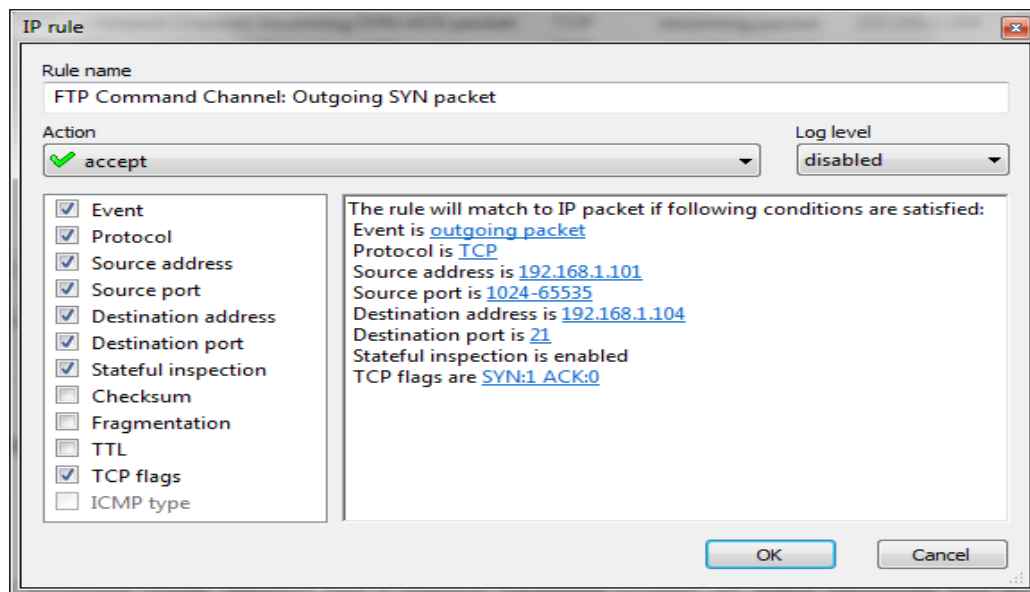 IP rule
Rule name
FTP Command Channel: Outgoing SYN packet
Action
Log level
accept
disabled
Event
Protocol
Source address
Source port
Destination address
Destination port
Stateful inspection
Checksum
Fragmentation
TTL
TCP flags
ICMP type
The rule will match to IP packet if following conditions are satisfied:
Event is outgoing packet
Protocol is TCP
Source address is 192.168.1.101
Source port is 1024-65535
Destination address is 192.168.1.104
Destination port is 21
Stateful inspection is enabled
TCP flags are SYN:1 ACK:0
OK
Cancel